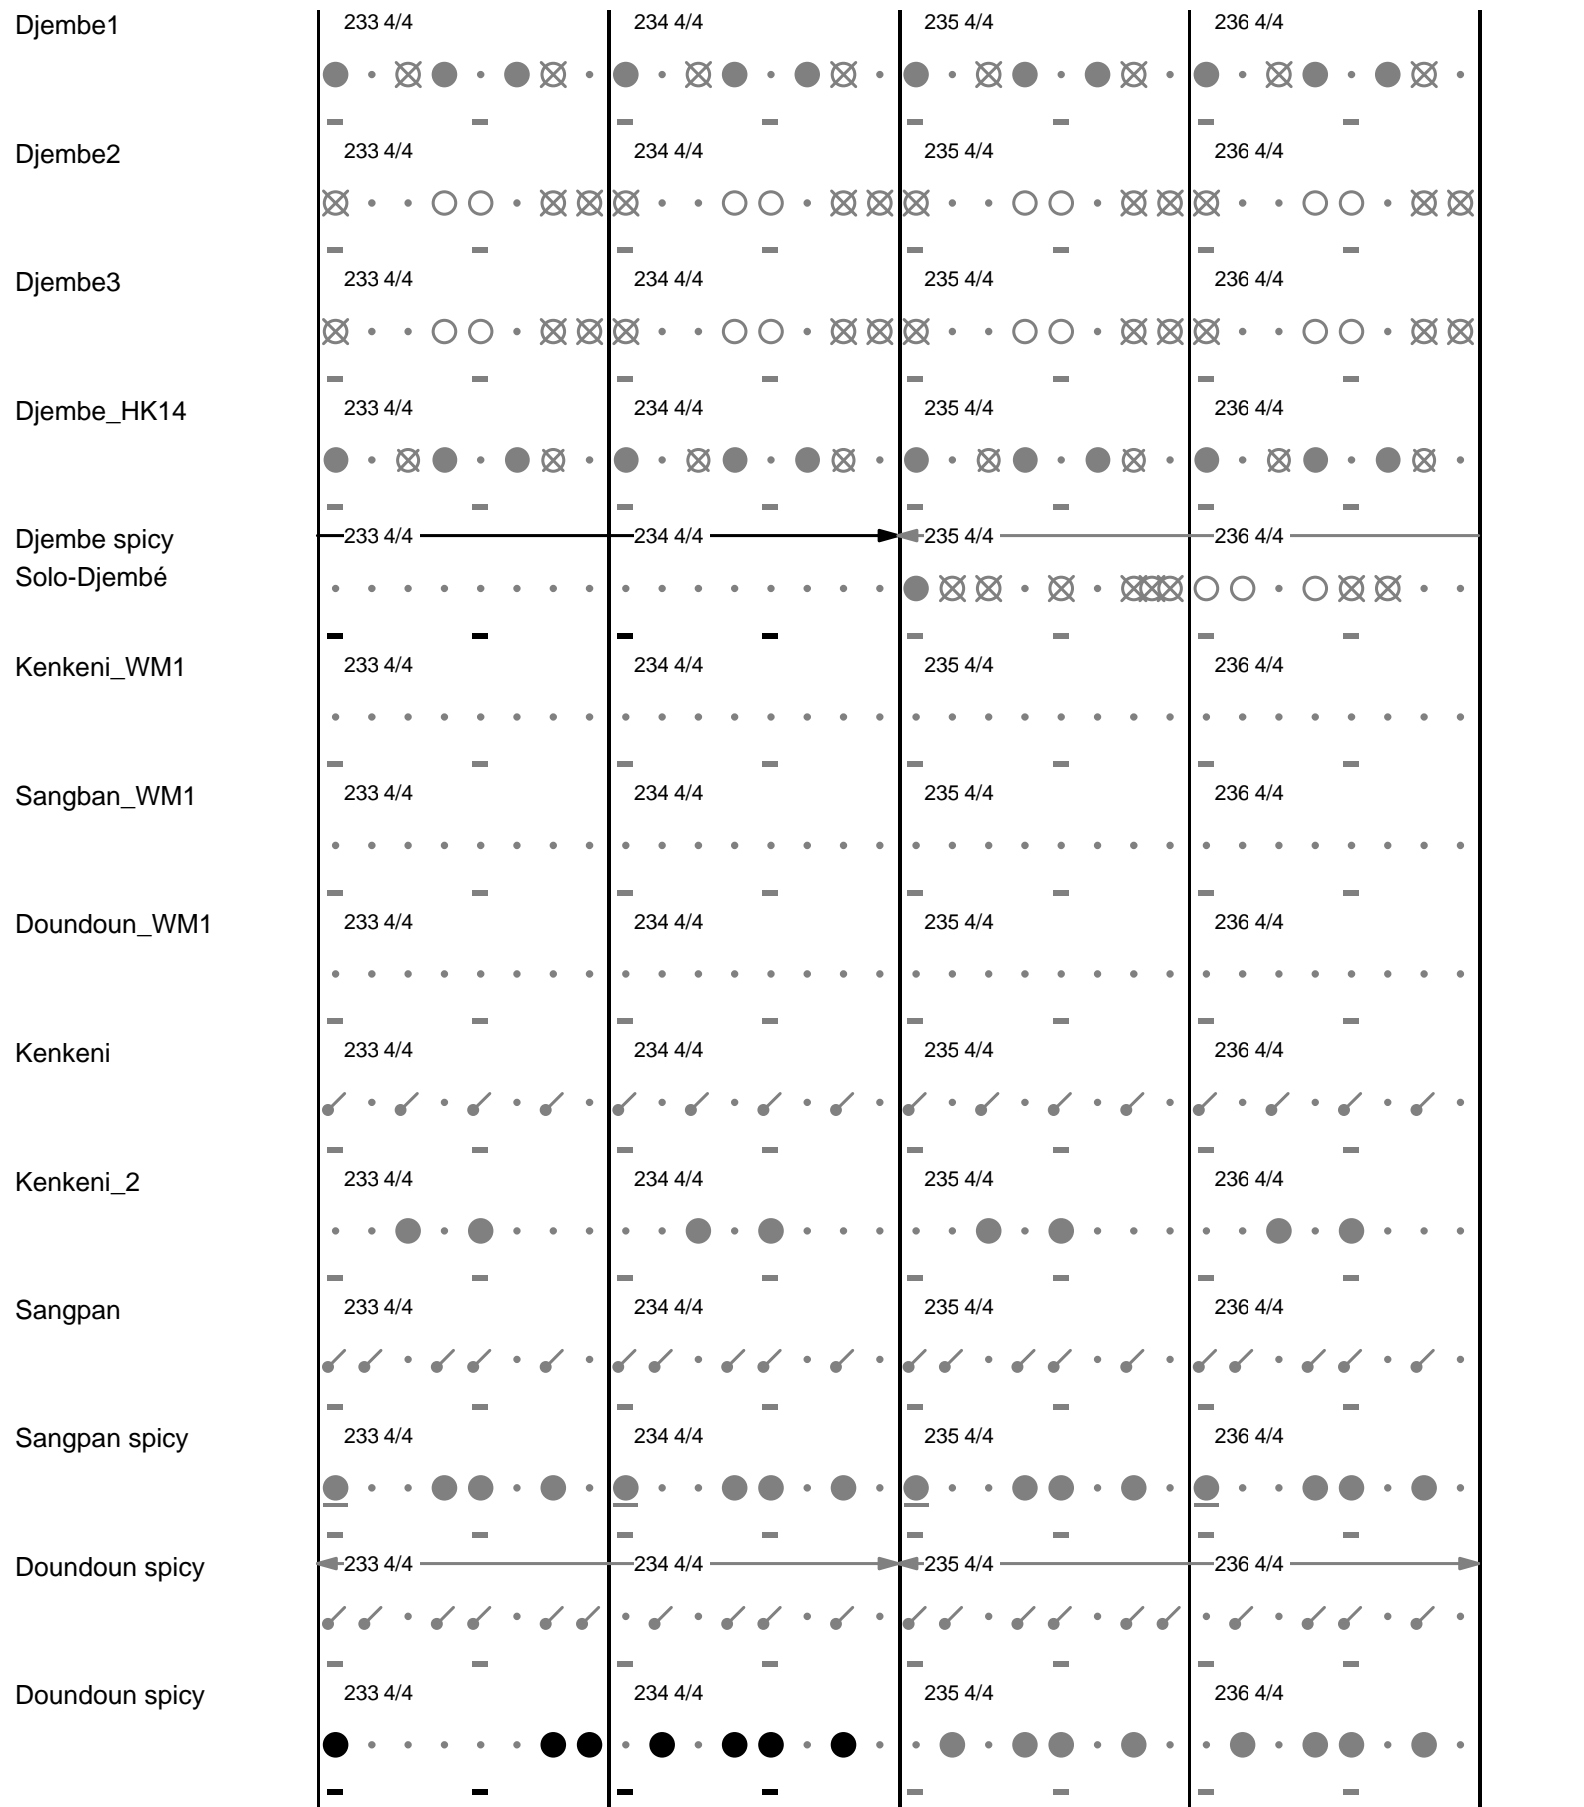 Djembe1 233 4/4 234 4/4 235 4/4 236 4/4
Djembe2 233 4/4 234 4/4 235 4/4 236 4/4
Djembe3 233 4/4 234 4/4 235 4/4 236 4/4
Djembe_HK14 233 4/4 234 4/4 235 4/4 236 4/4
Djembe spicy 233 4/4 234 4/4 235 4/4 236 4/4
Solo-Djembé
Kenkeni_WM1 233 4/4 234 4/4 235 4/4 236 4/4
Sangban_WM1 233 4/4 234 4/4 235 4/4 236 4/4
Doundoun_WM1 233 4/4 234 4/4 235 4/4 236 4/4
Kenkeni 233 4/4 234 4/4 235 4/4 236 4/4
Kenkeni_2 233 4/4 234 4/4 235 4/4 236 4/4
Sangpan 233 4/4 234 4/4 235 4/4 236 4/4
Sangpan spicy 233 4/4 234 4/4 235 4/4 236 4/4
Doundoun spicy 233 4/4 234 4/4 235 4/4 236 4/4
Doundoun spicy 233 4/4 234 4/4 235 4/4 236 4/4